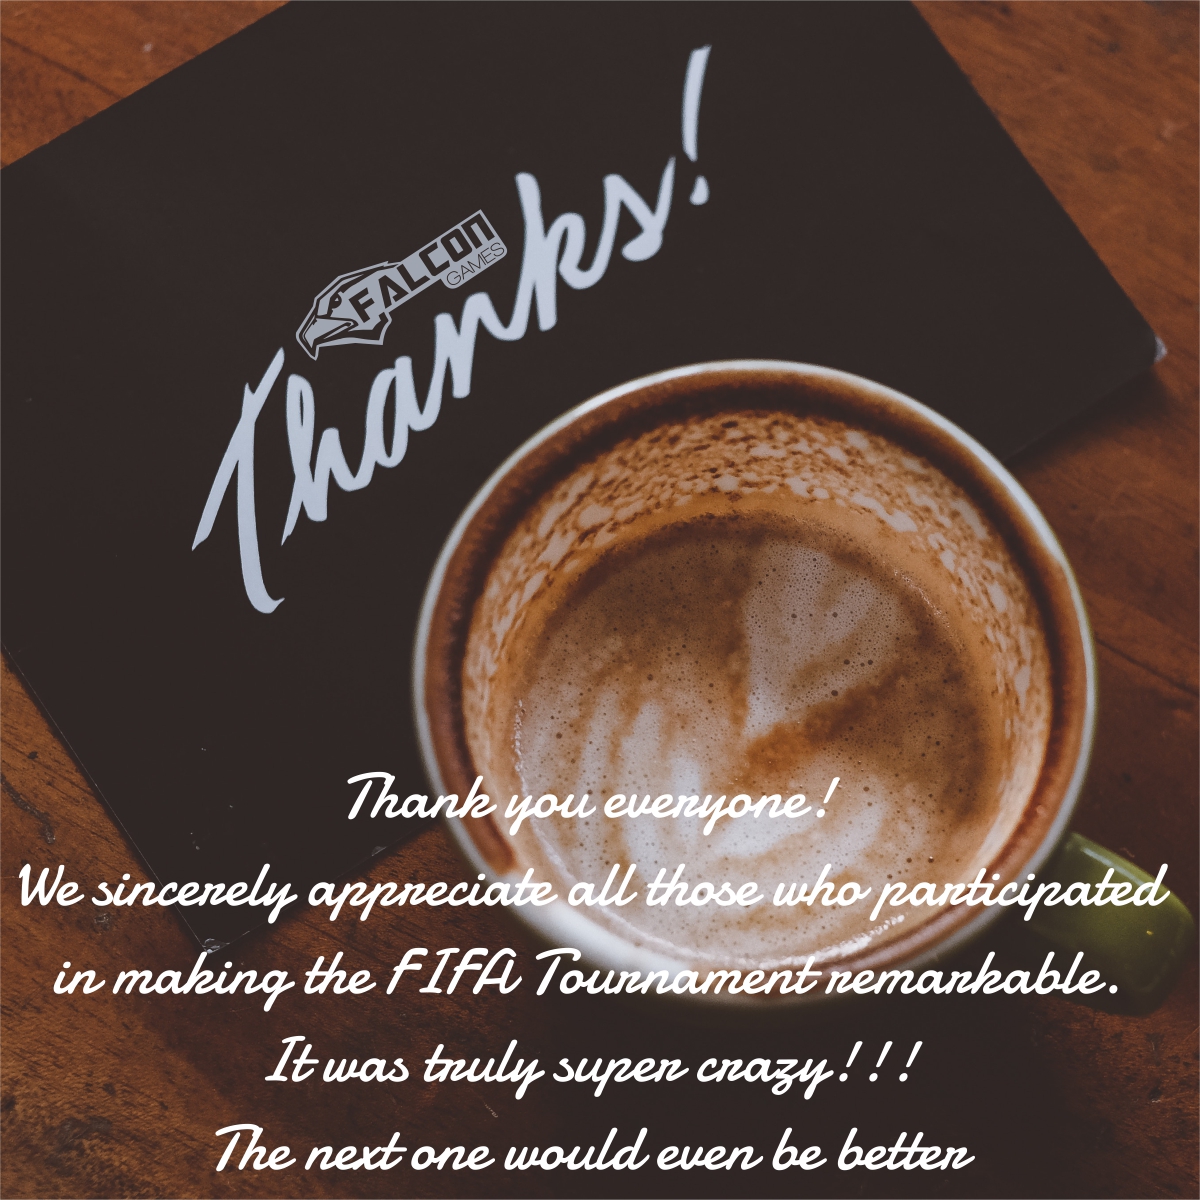 Thanks!
FALCON
GAMES
Thank you everyone!
We sincerely appreciate all those who participated
in making the FIFA Tournament remarkable.
It was truly super crazy!!!
The next one would even be better